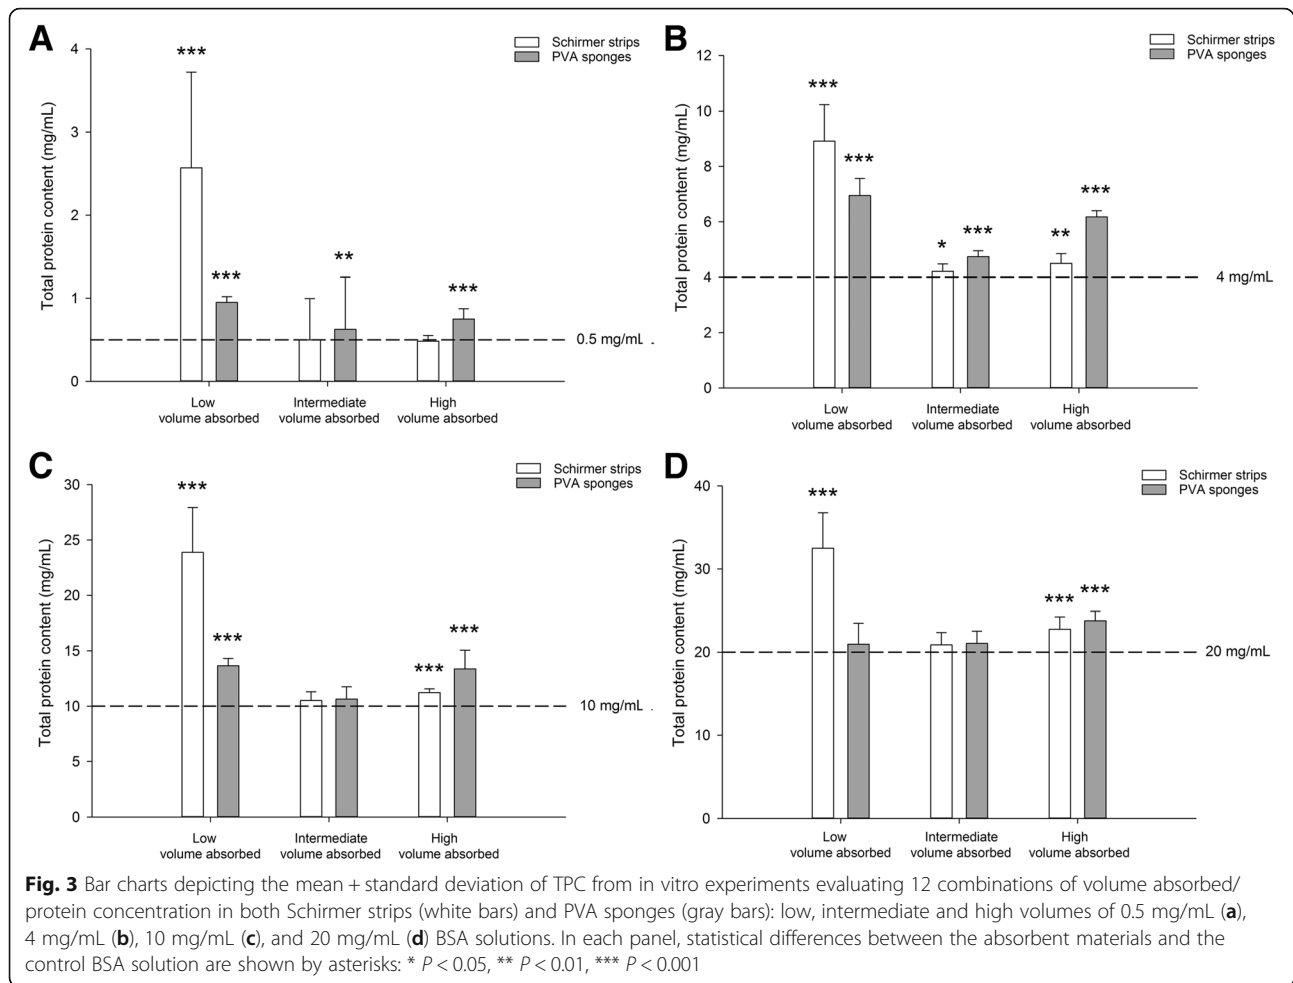 A
Schirmer strips
PVA sponges
Total protein content (mg/mL)
4
3
2
1
0
***
***
**
***
0.5 mg/mL
Low
volume absorbed
Intermediate
volume absorbed
High
volume absorbed
B
Schirmer strips
PVA sponges
Total protein content (mg/mL)
12
10
8
6
4
2
0
***
***
*
***
**
***
4 mg/mL
Low
volume absorbed
Intermediate
volume absorbed
High
volume absorbed
C
Schirmer strips
PVA sponges
Total protein content (mg/mL)
30
25
20
15
10
5
0
***
***
***
***
10 mg/mL
Low
volume absorbed
Intermediate
volume absorbed
High
volume absorbed
D
Schirmer strips
PVA sponges
Total protein content (mg/mL)
40
30
20
10
0
***
***
***
20 mg/mL
Low
volume absorbed
Intermediate
volume absorbed
High
volume absorbed
Fig. 3 Bar charts depicting the mean + standard deviation of TPC from in vitro experiments evaluating 12 combinations of volume absorbed/
protein concentration in both Schirmer strips (white bars) and PVA sponges (gray bars): low, intermediate and high volumes of 0.5 mg/mL (a),
4 mg/mL (b), 10 mg/mL (c), and 20 mg/mL (d) BSA solutions. In each panel, statistical differences between the absorbent materials and the
control BSA solution are shown by asterisks: * P < 0.05, ** P < 0.01, *** P < 0.001